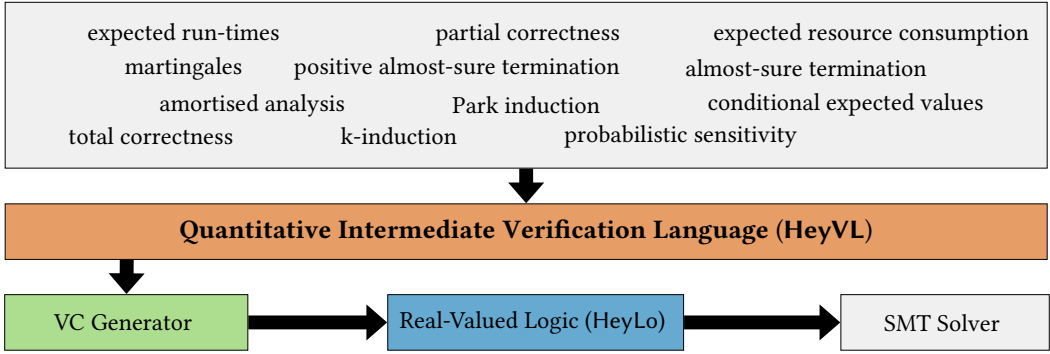 expected run-times partial correctness expected resource consumption
martingales positive almost-sure termination almost-sure termination
amortised analysis Park induction conditional expected values
total correctness k-induction probabilistic sensitivity
Quantitative Intermediate Verification Language (HeyVL)
VC Generator Real-Valued Logic (HeyLo) SMT Solver